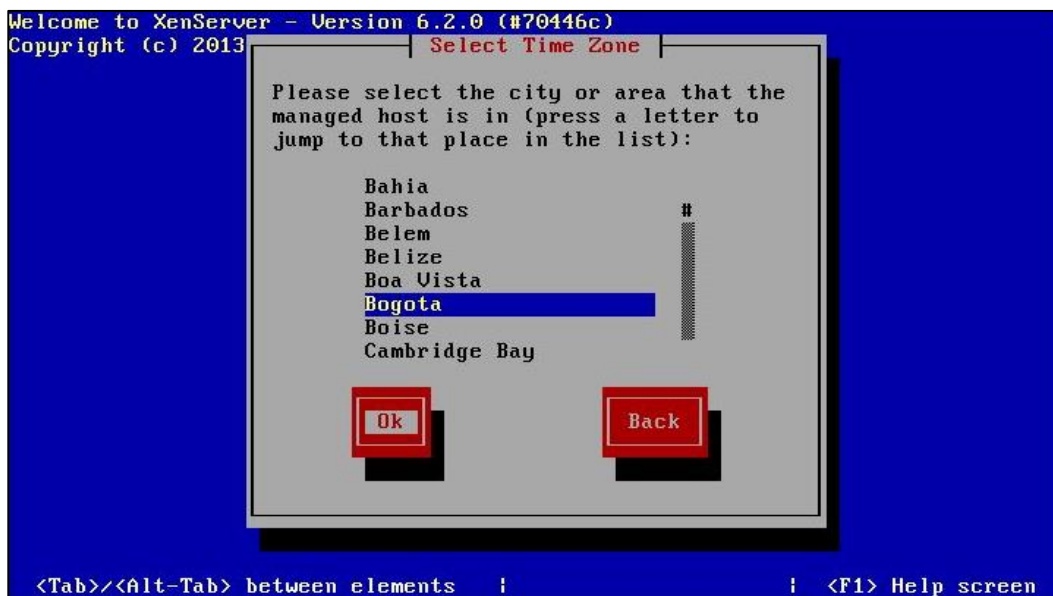 Welcome to XenServer - Version 6.2.0 (#70446c)
Copyright (c) 2013
Select Time Zone
Please select the city or area that the
managed host is in (press a letter to
jump to that place in the list):
Bahia
Barbados #
Belem
Belize
Boa Vista
Bogota
Boise
Cambridge Bay
Ok Back
<Tab>/<Alt-Tab> between elements ¦ ¦ <F1> Help screen